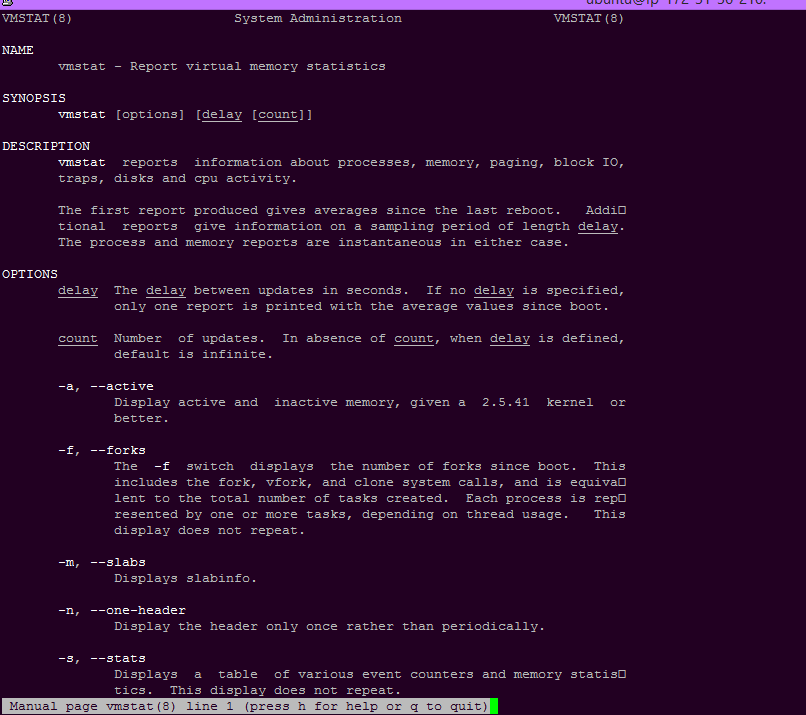 VMSTAT(8) System Administration VMSTAT(8)
NAME
vmstat - Report virtual memory statistics
SYNOPSIS
vmstat [options] [delay [count]]
DESCRIPTION
vmstat reports information about processes, memory, paging, block IO,
traps, disks and cpu activity.
The first report produced gives averages since the last reboot. Addi□
tional reports give information on a sampling period of length delay.
The process and memory reports are instantaneous in either case.
OPTIONS
delay The delay between updates in seconds. If no delay is specified,
only one report is printed with the average values since boot.
count Number of updates. In absence of count, when delay is defined,
default is infinite.
-a, --active
Display active and inactive memory, given a 2.5.41 kernel or
better.
-f, --forks
The -f switch displays the number of forks since boot. This
includes the fork, vfork, and clone system calls, and is equiva□
lent to the total number of tasks created. Each process is rep□
resented by one or more tasks, depending on thread usage. This
display does not repeat.
-m, --slabs
Displays slabinfo.
-n, --one-header
Display the header only once rather than periodically.
-s, --stats
Displays a table of various event counters and memory statis□
tics. This display does not repeat.
Manual page vmstat(8) line 1 (press h for help or q to quit)